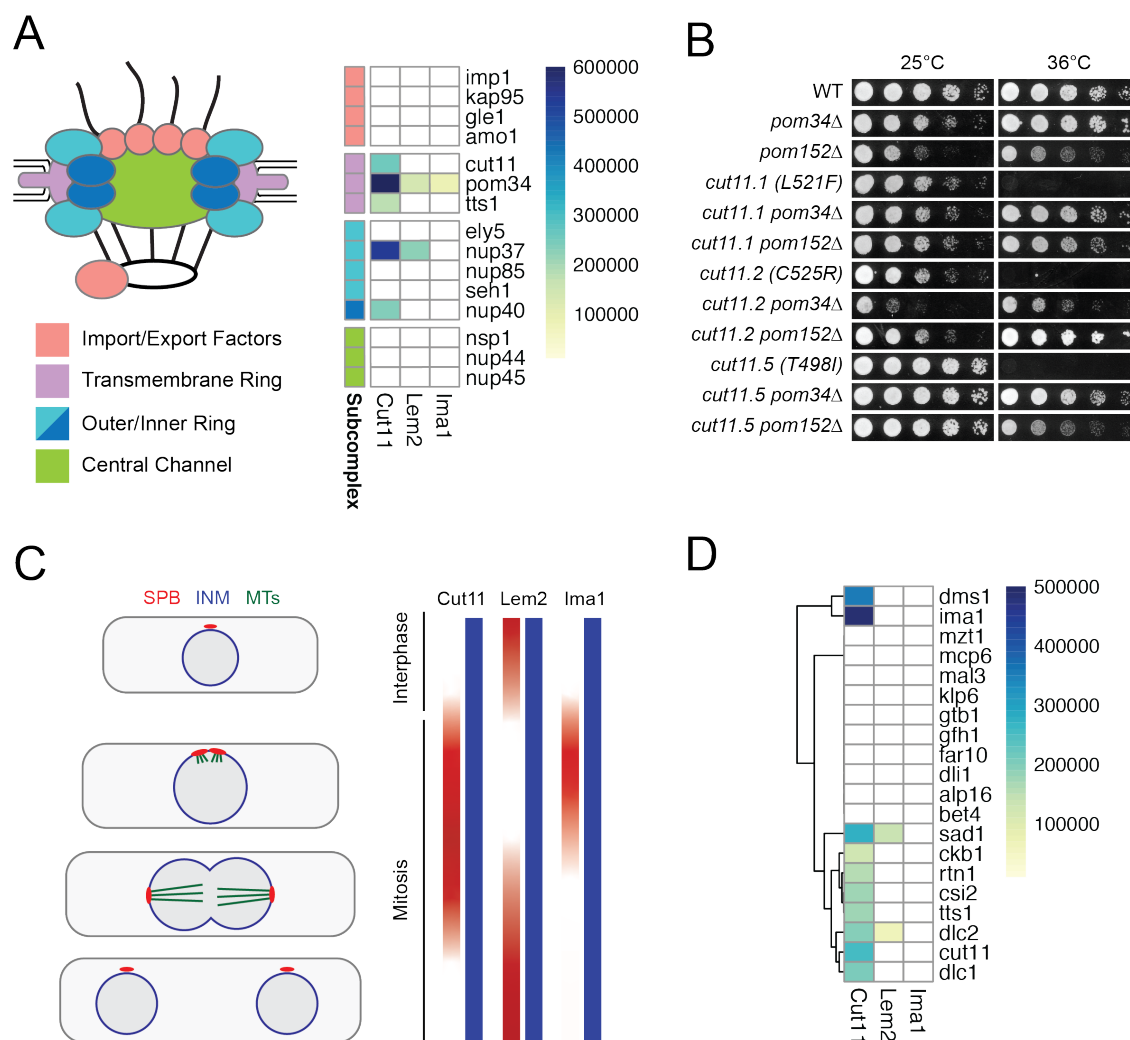 A
imp1
kap95
gle1
amo1
cut11
pom34
tts1
ely5
nup37
nup85
seh1
nup40
nsp1
nup44
nup45
Subcomplex
Cut11
Lem2
Ima1
600000
500000
400000
300000
200000
100000
Import/Export Factors
Transmembrane Ring
Outer/Inner Ring
Central Channel
B
25°C
36°C
WT
pom34Δ
pom152Δ
cut11.1 (L521F)
cut11.1 pom34Δ
cut11.1 pom152Δ
cut11.2 (C525R)
cut11.2 pom34Δ
cut11.2 pom152Δ
cut11.5 (T498I)
cut11.5 pom34Δ
cut11.5 pom152Δ
C
SPB INM MTs
Cut11 Lem2 Ima1
Interphase
Mitosis
D
dms1
ima1
mzt1
mcp6
mal3
klp6
gtb1
gfh1
far10
dli1
alp16
bet4
sad1
ckb1
rtn1
csi2
tts1
dlc2
cut11
dlc1
Cut11
Lem2
Ima1
500000
400000
300000
200000
100000